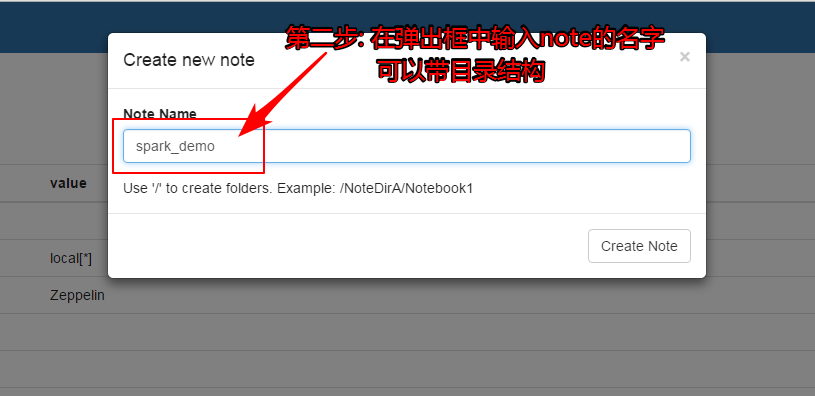 第二步: 在弹出框中输入note的名字
可以带目录结构
Create new note
×
Note Name
spark_demo
Use '/' to create folders. Example: /NoteDirA/Notebook1
Create Note
value
local[*]
Zeppelin